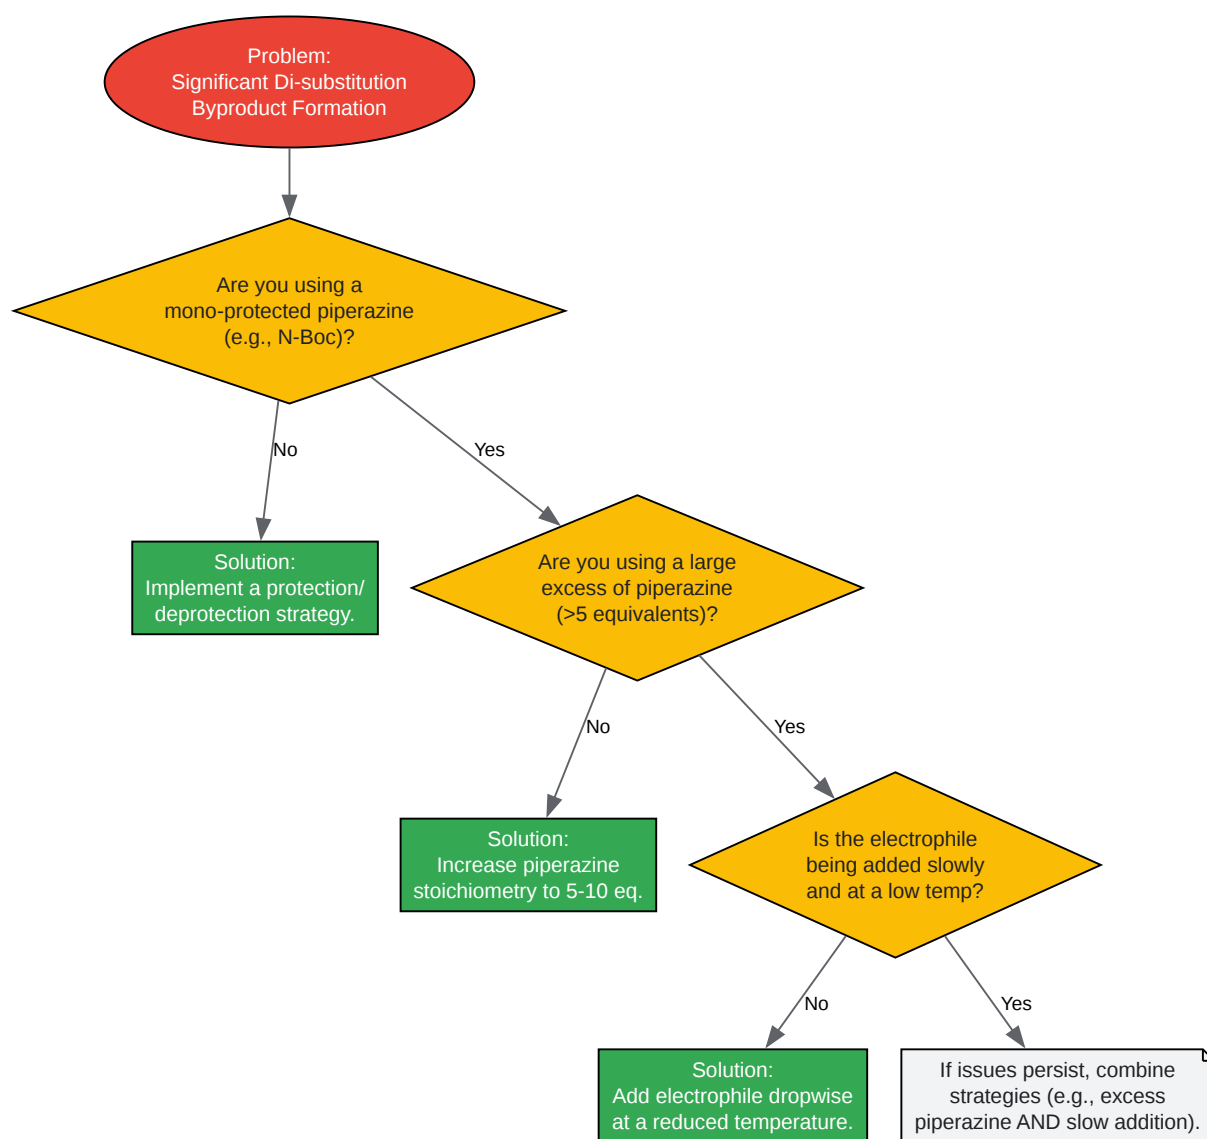 Problem:
Significant Di-substitution
Byproduct Formation
Are you using a
mono-protected piperazine
(e.g., N-Boc)?
No
Yes
Solution:
Implement a protection/
deprotection strategy.
Are you using a large
excess of piperazine
(>5 equivalents)?
No
Yes
Solution:
Increase piperazine
stoichiometry to 5-10 eq.
Is the electrophile
being added slowly
and at a low temp?
No
Yes
Solution:
Add electrophile dropwise
at a reduced temperature.
If issues persist, combine
strategies (e.g., excess
piperazine AND slow addition).